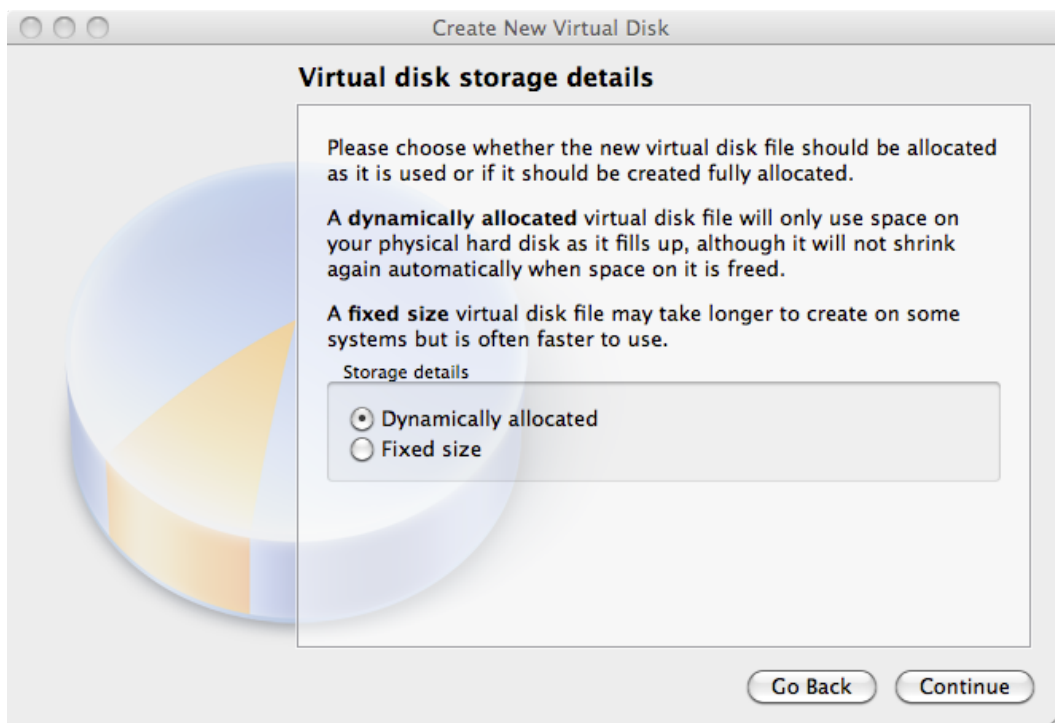 Create New Virtual Disk
Virtual disk storage details
Please choose whether the new virtual disk file should be allocated
as it is used or if it should be created fully allocated.
A dynamically allocated virtual disk file will only use space on
your physical hard disk as it fills up, although it will not shrink
again automatically when space on it is freed.
A fixed size virtual disk file may take longer to create on some
systems but is often faster to use.
Storage details
Dynamically allocated
Fixed size
Go Back
Continue